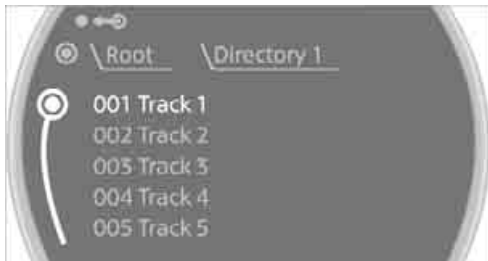 \Root \Directory 1
001 Track 1
002 Track 2
003 Track 3
004 Track 4
005 Track 5